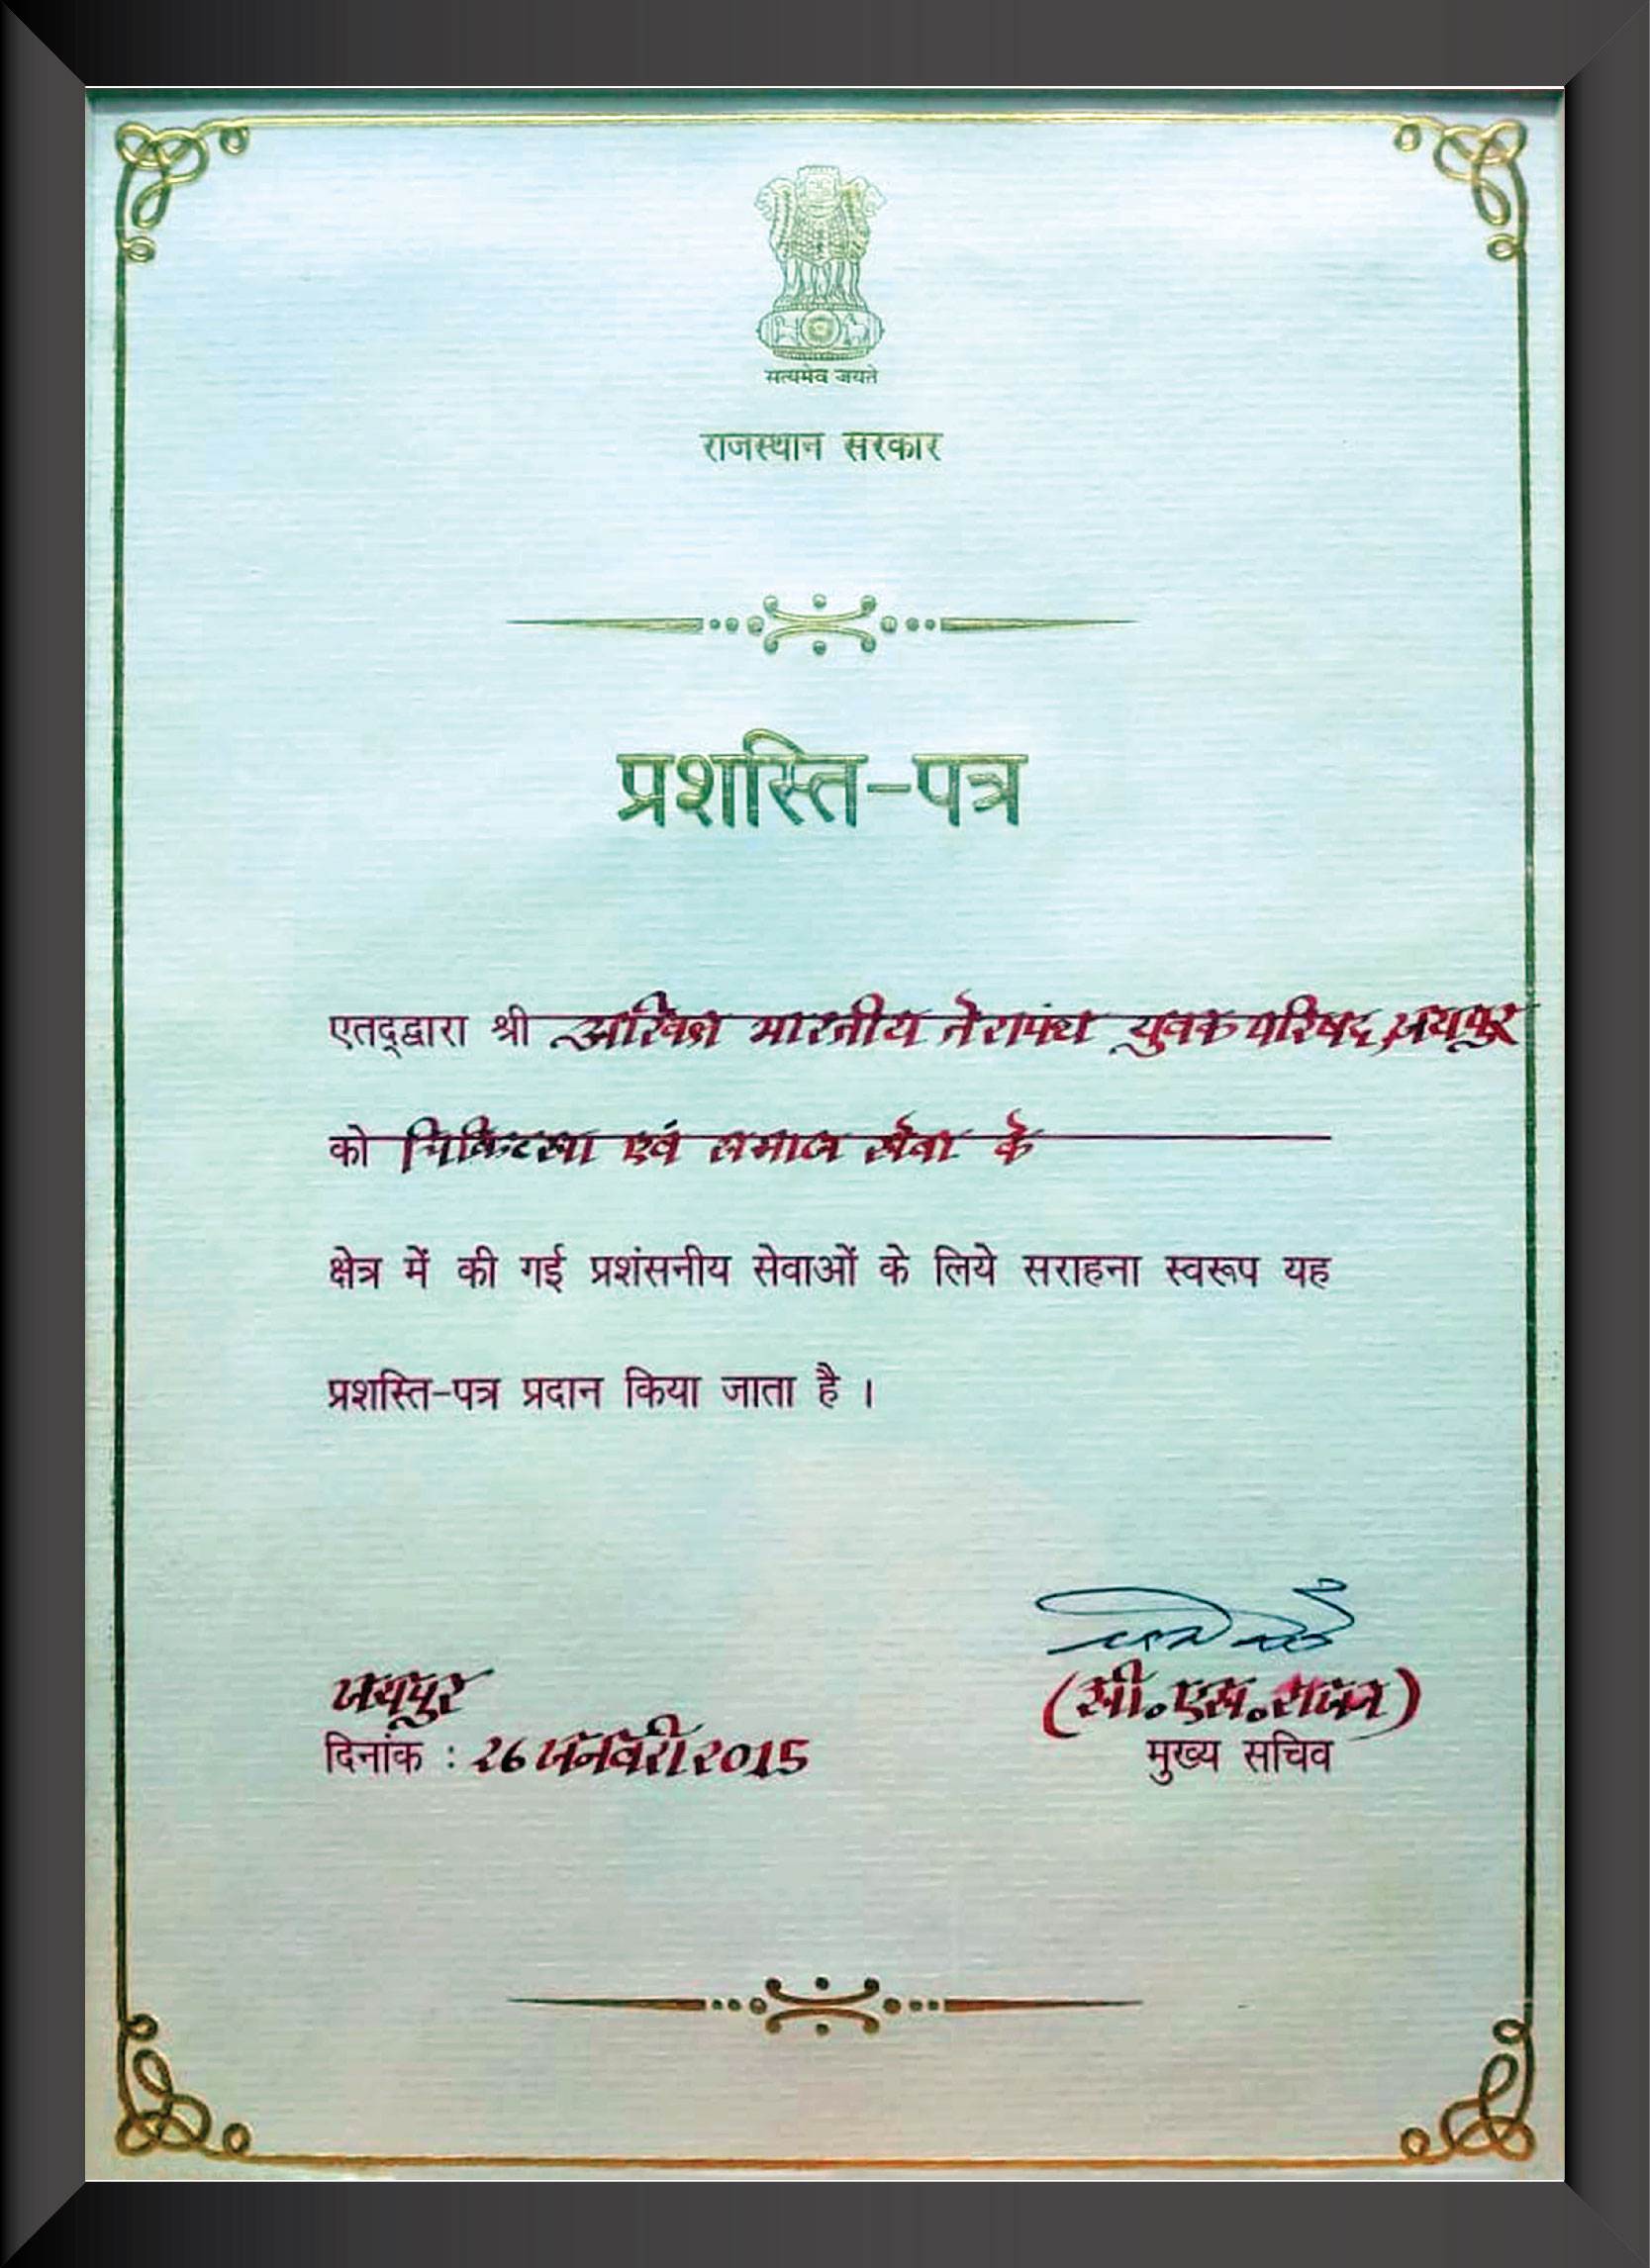 सत्यमेव जयते
राजस्थान सरकार
प्रशस्ति-पत्र
एतद्द्वारा श्री अखिल भारतीय तेरापंथ युवक परिषद, जयपुर
को चिकित्सा एवं समाज सेवा के
क्षेत्र में की गई प्रशंसनीय सेवाओं के लिये सराहना स्वरूप यह
प्रशस्ति-पत्र प्रदान किया जाता है ।
जयपुर
(सी.एस.राजन)
दिनांक : 26 जनवरी 2015
मुख्य सचिव